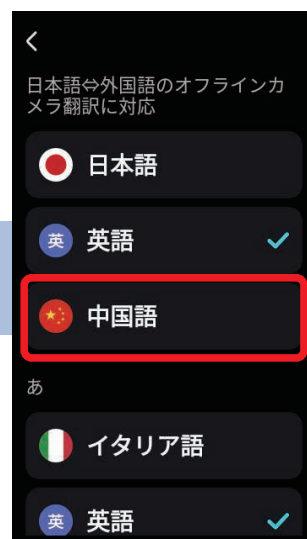 日本語⇔外国語のオフラインカ
メラ翻訳に対応
日本語
英 英語
中国語
あ
イタリア語
英 英語